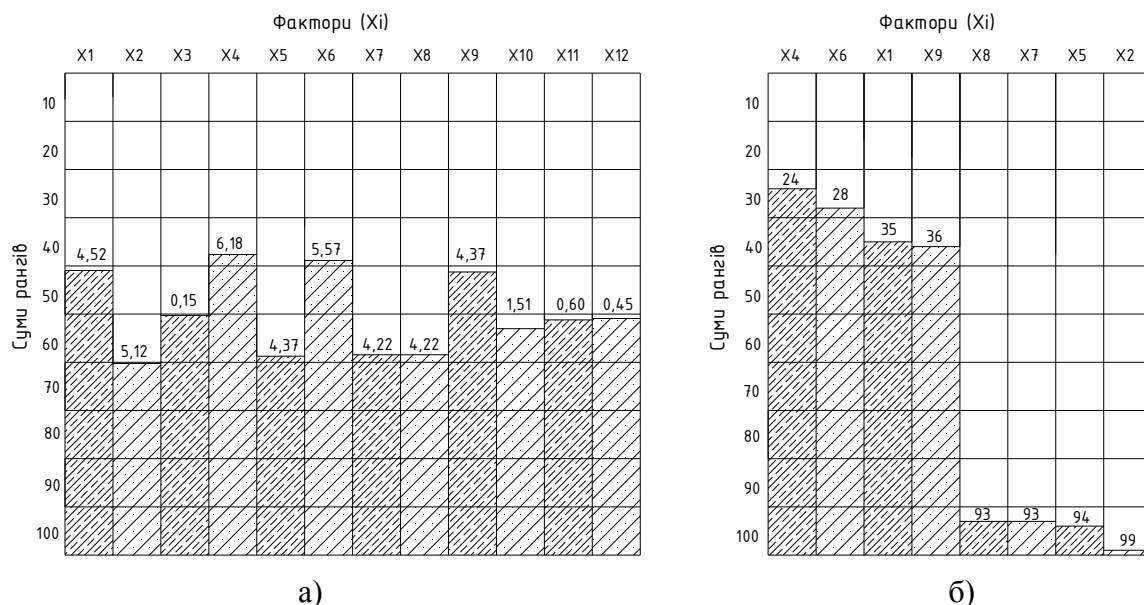 Фактори (Xi)
X1 X2 X3 X4 X5 X6 X7 X8 X9 X10 X11 X12
Суми рангів
10
20
30
40
50
60
70
80
90
100
4,52 5,12 0,15 6,18 4,37 5,57 4,22 4,22 4,37 1,51 0,60 0,45
а)
Фактори (Xi)
X4 X6 X1 X9 X8 X7 X5 X2
Суми рангів
10
20
30
40
50
60
70
80
90
100
24 28 35 36 93 93 94 99
б)